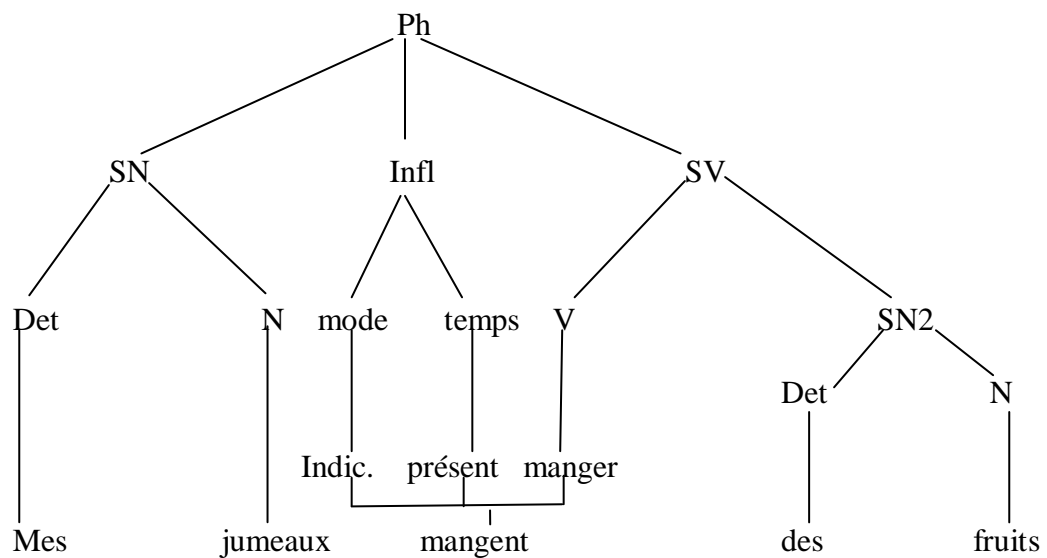 Ph
SN Infl SV
Det N mode temps V SN2
Det N
Indic. présent manger
Mes jumeaux mangent des fruits